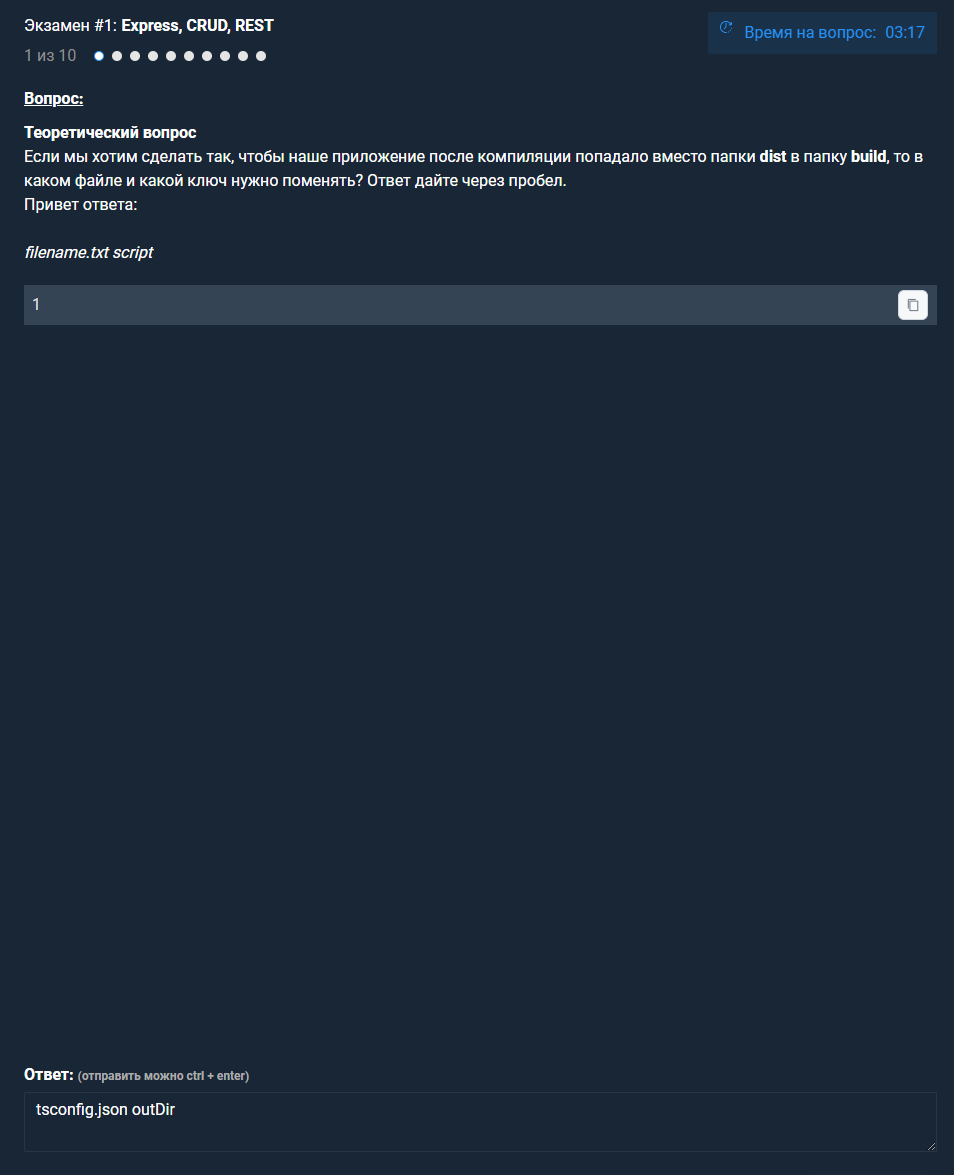 Экзамен #1: Express, CRUD, REST
Время на вопрос: 03:17
1 из 10
Вопрос:
Теоретический вопрос
Если мы хотим сделать так, чтобы наше приложение после компиляции попадало вместо папки dist в папку build, то в
каком файле и какой ключ нужно поменять? Ответ дайте через пробел.
Привет ответа:
filename.txt script
1
Ответ: (отправить можно ctrl + enter)
tsconfig.json outDir